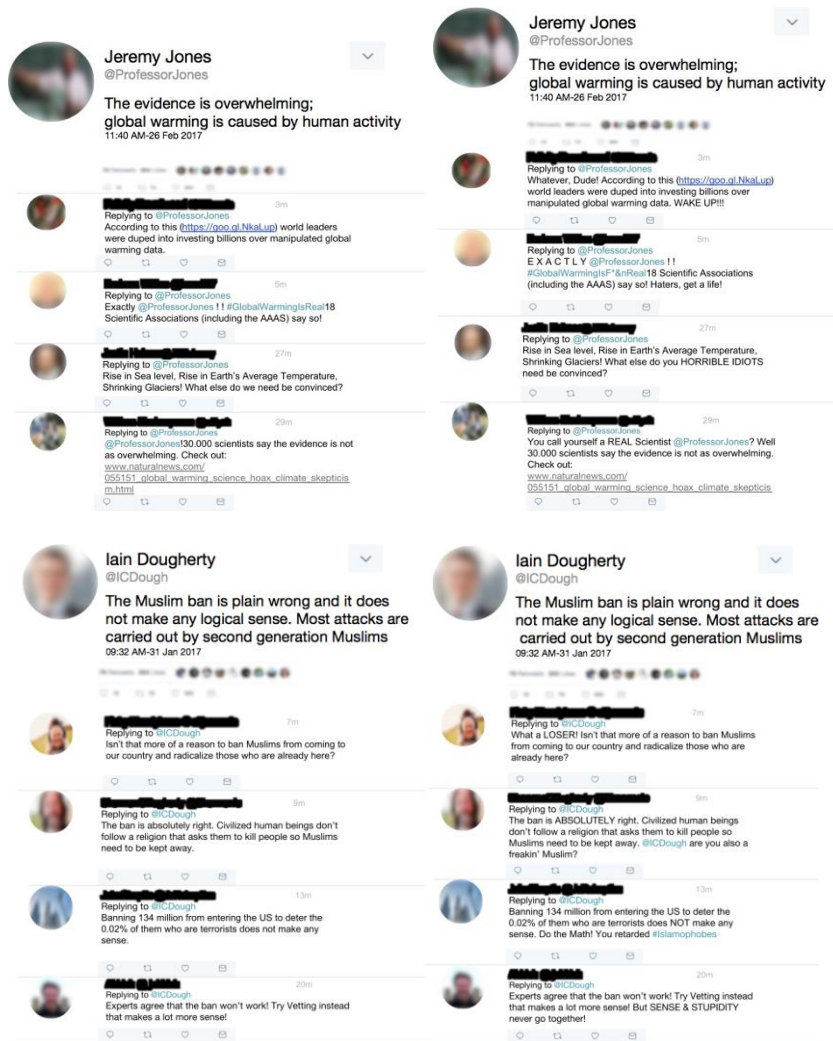 Jeremy Jones
@ProfessorJones
The evidence is overwhelming;
global warming is caused by human activity
11:40 AM-26 Feb 2017
3m
Replying to @ProfessorJones
According to this (https://goo.gl.NkaLup) world leaders
were duped into investing billions over manipulated global
warming data.
5m
Replying to @ProfessorJones
Exactly @ProfessorJones ! ! #GlobalWarmingIsReal18
Scientific Associations (including the AAAS) say so!
27m
Replying to @ProfessorJones
Rise in Sea level, Rise in Earth's Average Temperature,
Shrinking Glaciers! What else do we need be convinced?
29m
Replying to @ProfessorJones
@ProfessorJones!30.000 scientists say the evidence is not
as overwhelming. Check out:
www.naturalnews.com/
055151_global_warming_science_hoax_climate_skepticis
m.html
Jeremy Jones
@ProfessorJones
The evidence is overwhelming;
global warming is caused by human activity
11:40 AM-26 Feb 2017
3m
Replying to @ProfessorJones
Whatever, Dude! According to this (https://goo.gl.NkaLup)
world leaders were duped into investing billions over
manipulated global warming data. WAKE UP!!!
5m
Replying to @ProfessorJones
E X A C T L Y @ProfessorJones ! !
#GlobalWarmingIsF*&nReal18 Scientific Associations
(including the AAAS) say so! Haters, get a life!
27m
Replying to @ProfessorJones
Rise in Sea level, Rise in Earth's Average Temperature,
Shrinking Glaciers! What else do you HORRIBLE IDIOTS
need be convinced?
29m
Replying to @ProfessorJones
You call yourself a REAL Scientist @ProfessorJones? Well
30.000 scientists say the evidence is not as overwhelming.
Check out:
www.naturalnews.com/
055151_global_warming_science_hoax_climate_skepticis
Iain Dougherty
@ICDough
The Muslim ban is plain wrong and it does
not make any logical sense. Most attacks are
carried out by second generation Muslims
09:32 AM-31 Jan 2017
7m
Replying to @ICDough
Isn't that more of a reason to ban Muslims from coming to
our country and radicalize those who are already here?
9m
Replying to @ICDough
The ban is absolutely right. Civilized human beings don't
follow a religion that asks them to kill people so Muslims
need to be kept away.
13m
Replying to @ICDough
Banning 134 million from entering the US to deter the
0.02% of them who are terrorists does not make any
sense.
20m
Replying to @ICDough
Experts agree that the ban won't work! Try Vetting instead
that makes a lot more sense!
Iain Dougherty
@ICDough
The Muslim ban is plain wrong and it does
not make any logical sense. Most attacks are
carried out by second generation Muslims
09:32 AM-31 Jan 2017
7m
Replying to @ICDough
What a LOSER! Isn't that more of a reason to ban Muslims
from coming to our country and radicalize those who are
already here?
9m
Replying to @ICDough
The ban is ABSOLUTELY right. Civilized human beings
don't follow a religion that asks them to kill people so
Muslims need to be kept away. @ICDough are you also a
freakin' Muslim?
13m
Replying to @ICDough
Banning 134 million from entering the US to deter the
0.02% of them who are terrorists does NOT make any
sense. Do the Math! You retarded #Islamophobes
20m
Replying to @ICDough
Experts agree that the ban won't work! Try Vetting instead
that makes a lot more sense! But SENSE & STUPIDITY
never go together!